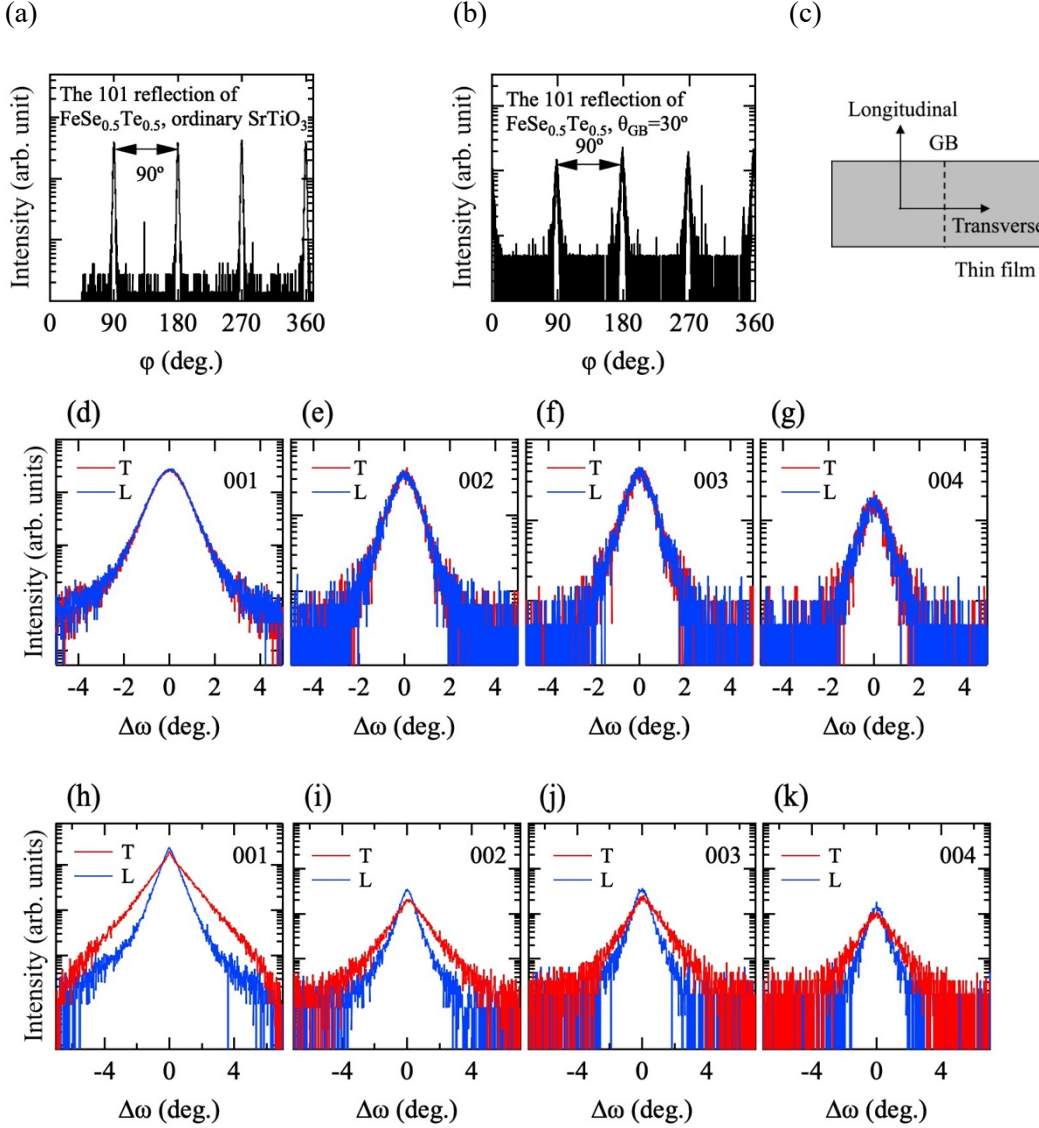 (a)
(b)
(c)
Intensity (arb. unit)
The 101 reflection of
FeSe₀.₅Te₀.₅, ordinary SrTiO₃
90º
0 90 180 270 360
φ (deg.)
Intensity (arb. unit)
The 101 reflection of
FeSe₀.₅Te₀.₅, θGB=30º
90º
0 90 180 270 360
φ (deg.)
Longitudinal
GB
Transverse
Thin film
(d)
(e)
(f)
(g)
Intensity (arb. units)
T
L
001
-4 -2 0 2 4
Δω (deg.)
T
L
002
-4 -2 0 2 4
Δω (deg.)
T
L
003
-4 -2 0 2 4
Δω (deg.)
T
L
004
-4 -2 0 2 4
Δω (deg.)
(h)
(i)
(j)
(k)
Intensity (arb. units)
T
L
001
-4 0 4
Δω (deg.)
T
L
002
-4 0 4
Δω (deg.)
T
L
003
-4 0 4
Δω (deg.)
T
L
004
-4 0 4
Δω (deg.)